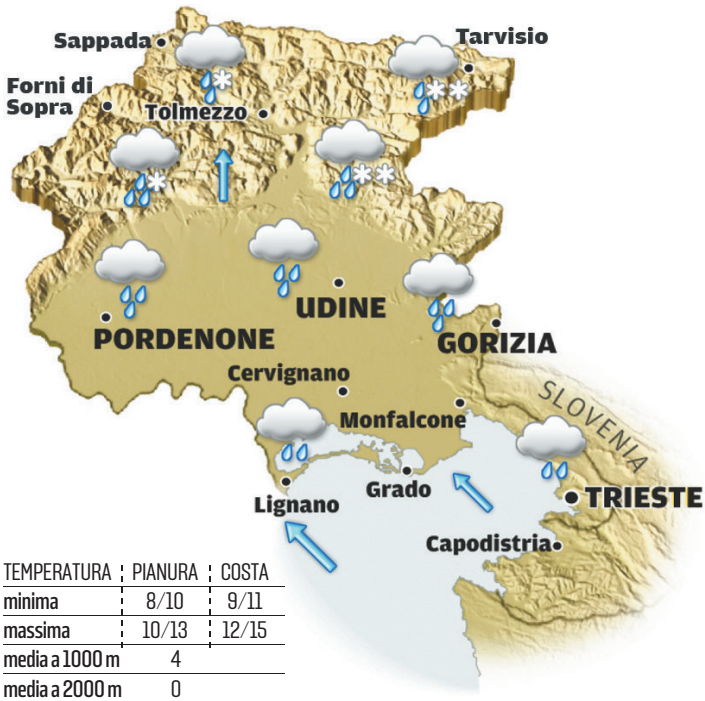 Sappada
Tarvisio
Forni di
Sopra
Tolmezzo
UDINE
PORDENONE
GORIZIA
Cervignano
SLOVENIA
Monfalcone
Grado
Lignano
TRIESTE
Capodistria
TEMPERATURA PIANURA COSTA
minima 8/10 9/11
massima 10/13 12/15
media a 1000 m 4
media a 2000 m 0